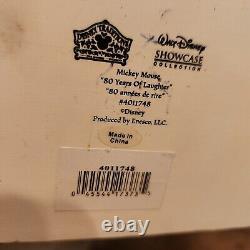 WALT DISNEY
SHOWCASE
COLLECTION
Mickey Mouse
"80 Years Of Laughter"
"80 années de rire"
#4011748
©Disney
Produced by Enesco, LLC.
Made in
China
4011748